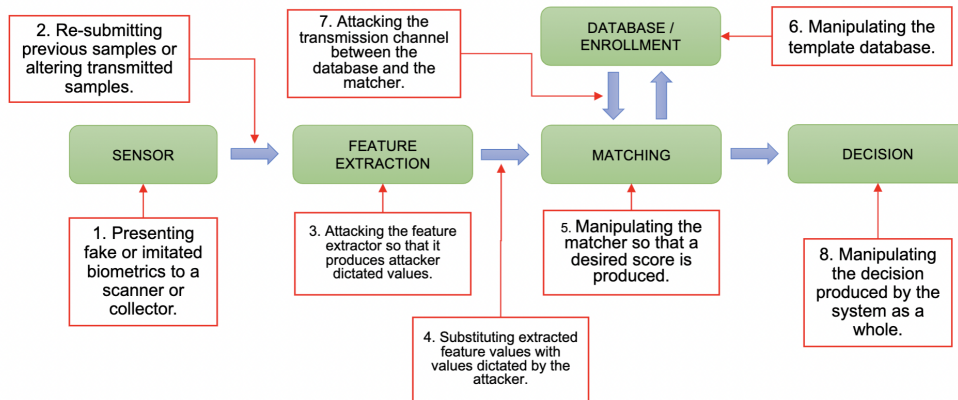 2. Re-submitting
previous samples or
altering transmitted
samples.
7. Attacking the
transmission channel
between the
database and the
matcher.
DATABASE /
ENROLLMENT
6. Manipulating the
template database.
SENSOR
FEATURE
EXTRACTION
MATCHING
DECISION
1. Presenting
fake or imitated
biometrics to a
scanner or
collector.
3. Attacking the feature
extractor so that it
produces attacker
dictated values.
5. Manipulating the
matcher so that a
desired score is
produced.
8. Manipulating
the decision
produced by the
system as a
whole.
4. Substituting extracted
feature values with
values dictated by the
attacker.